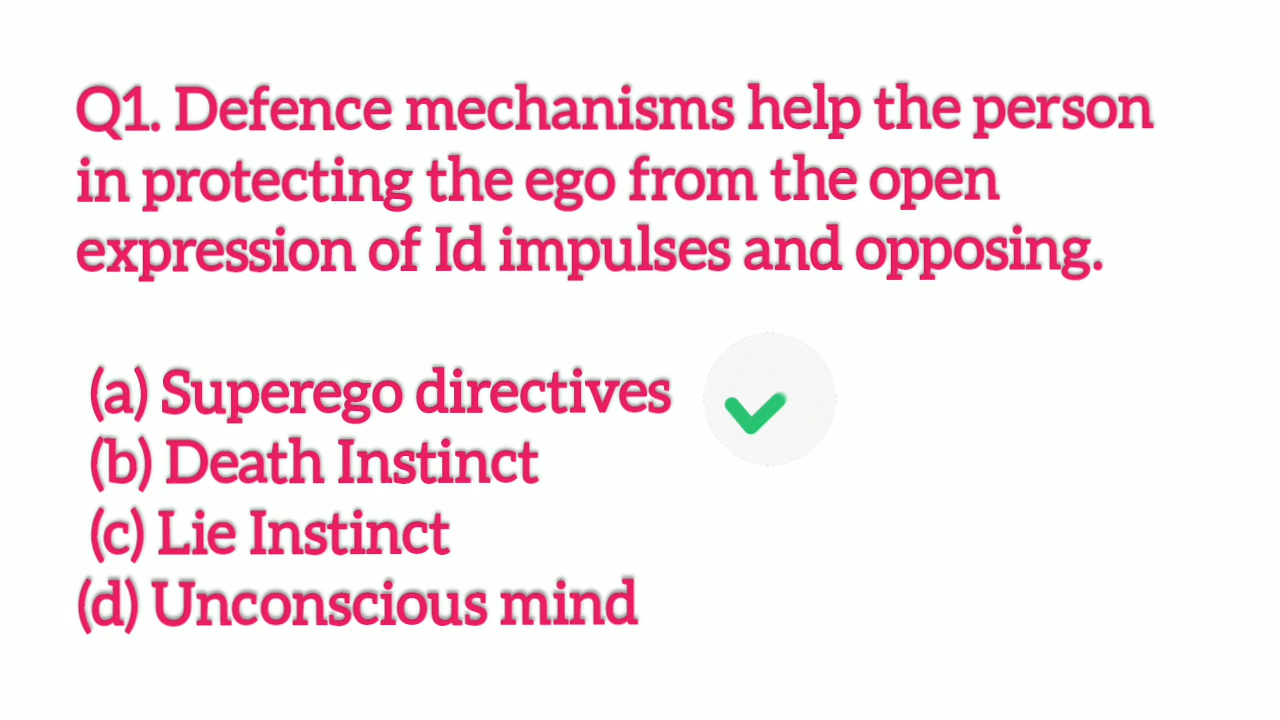 Q1. Defence mechanisms help the person
in protecting the ego from the open
expression of Id impulses and opposing.
(a) Superego directives
(b) Death Instinct
(c) Lie Instinct
(d) Unconscious mind